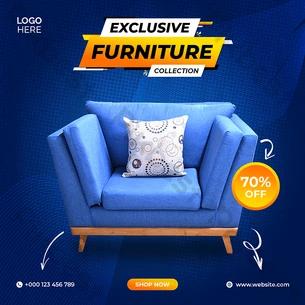 LOGO
HERE
EXCLUSIVE
FURNITURE
COLLECTION
70%
OFF
+000 123 456 789
SHOP NOW
www.website.com